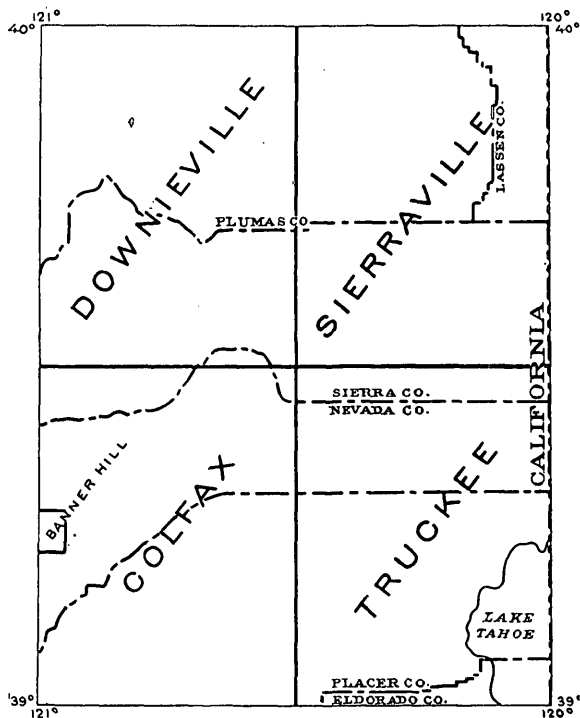 121°
120°
40°
40°
DOWNIEVILLE
SIERRAVILLE
LASSEN CO.
PLUMAS CO
CALIFORNIA
SIERRA CO.
NEVADA CO.
BANNER HILL
COLFAX
TRUCKEE
LAKE
TAHOE
PLACER CO.
ELDORADO CO.
39°
39°
121°
120°